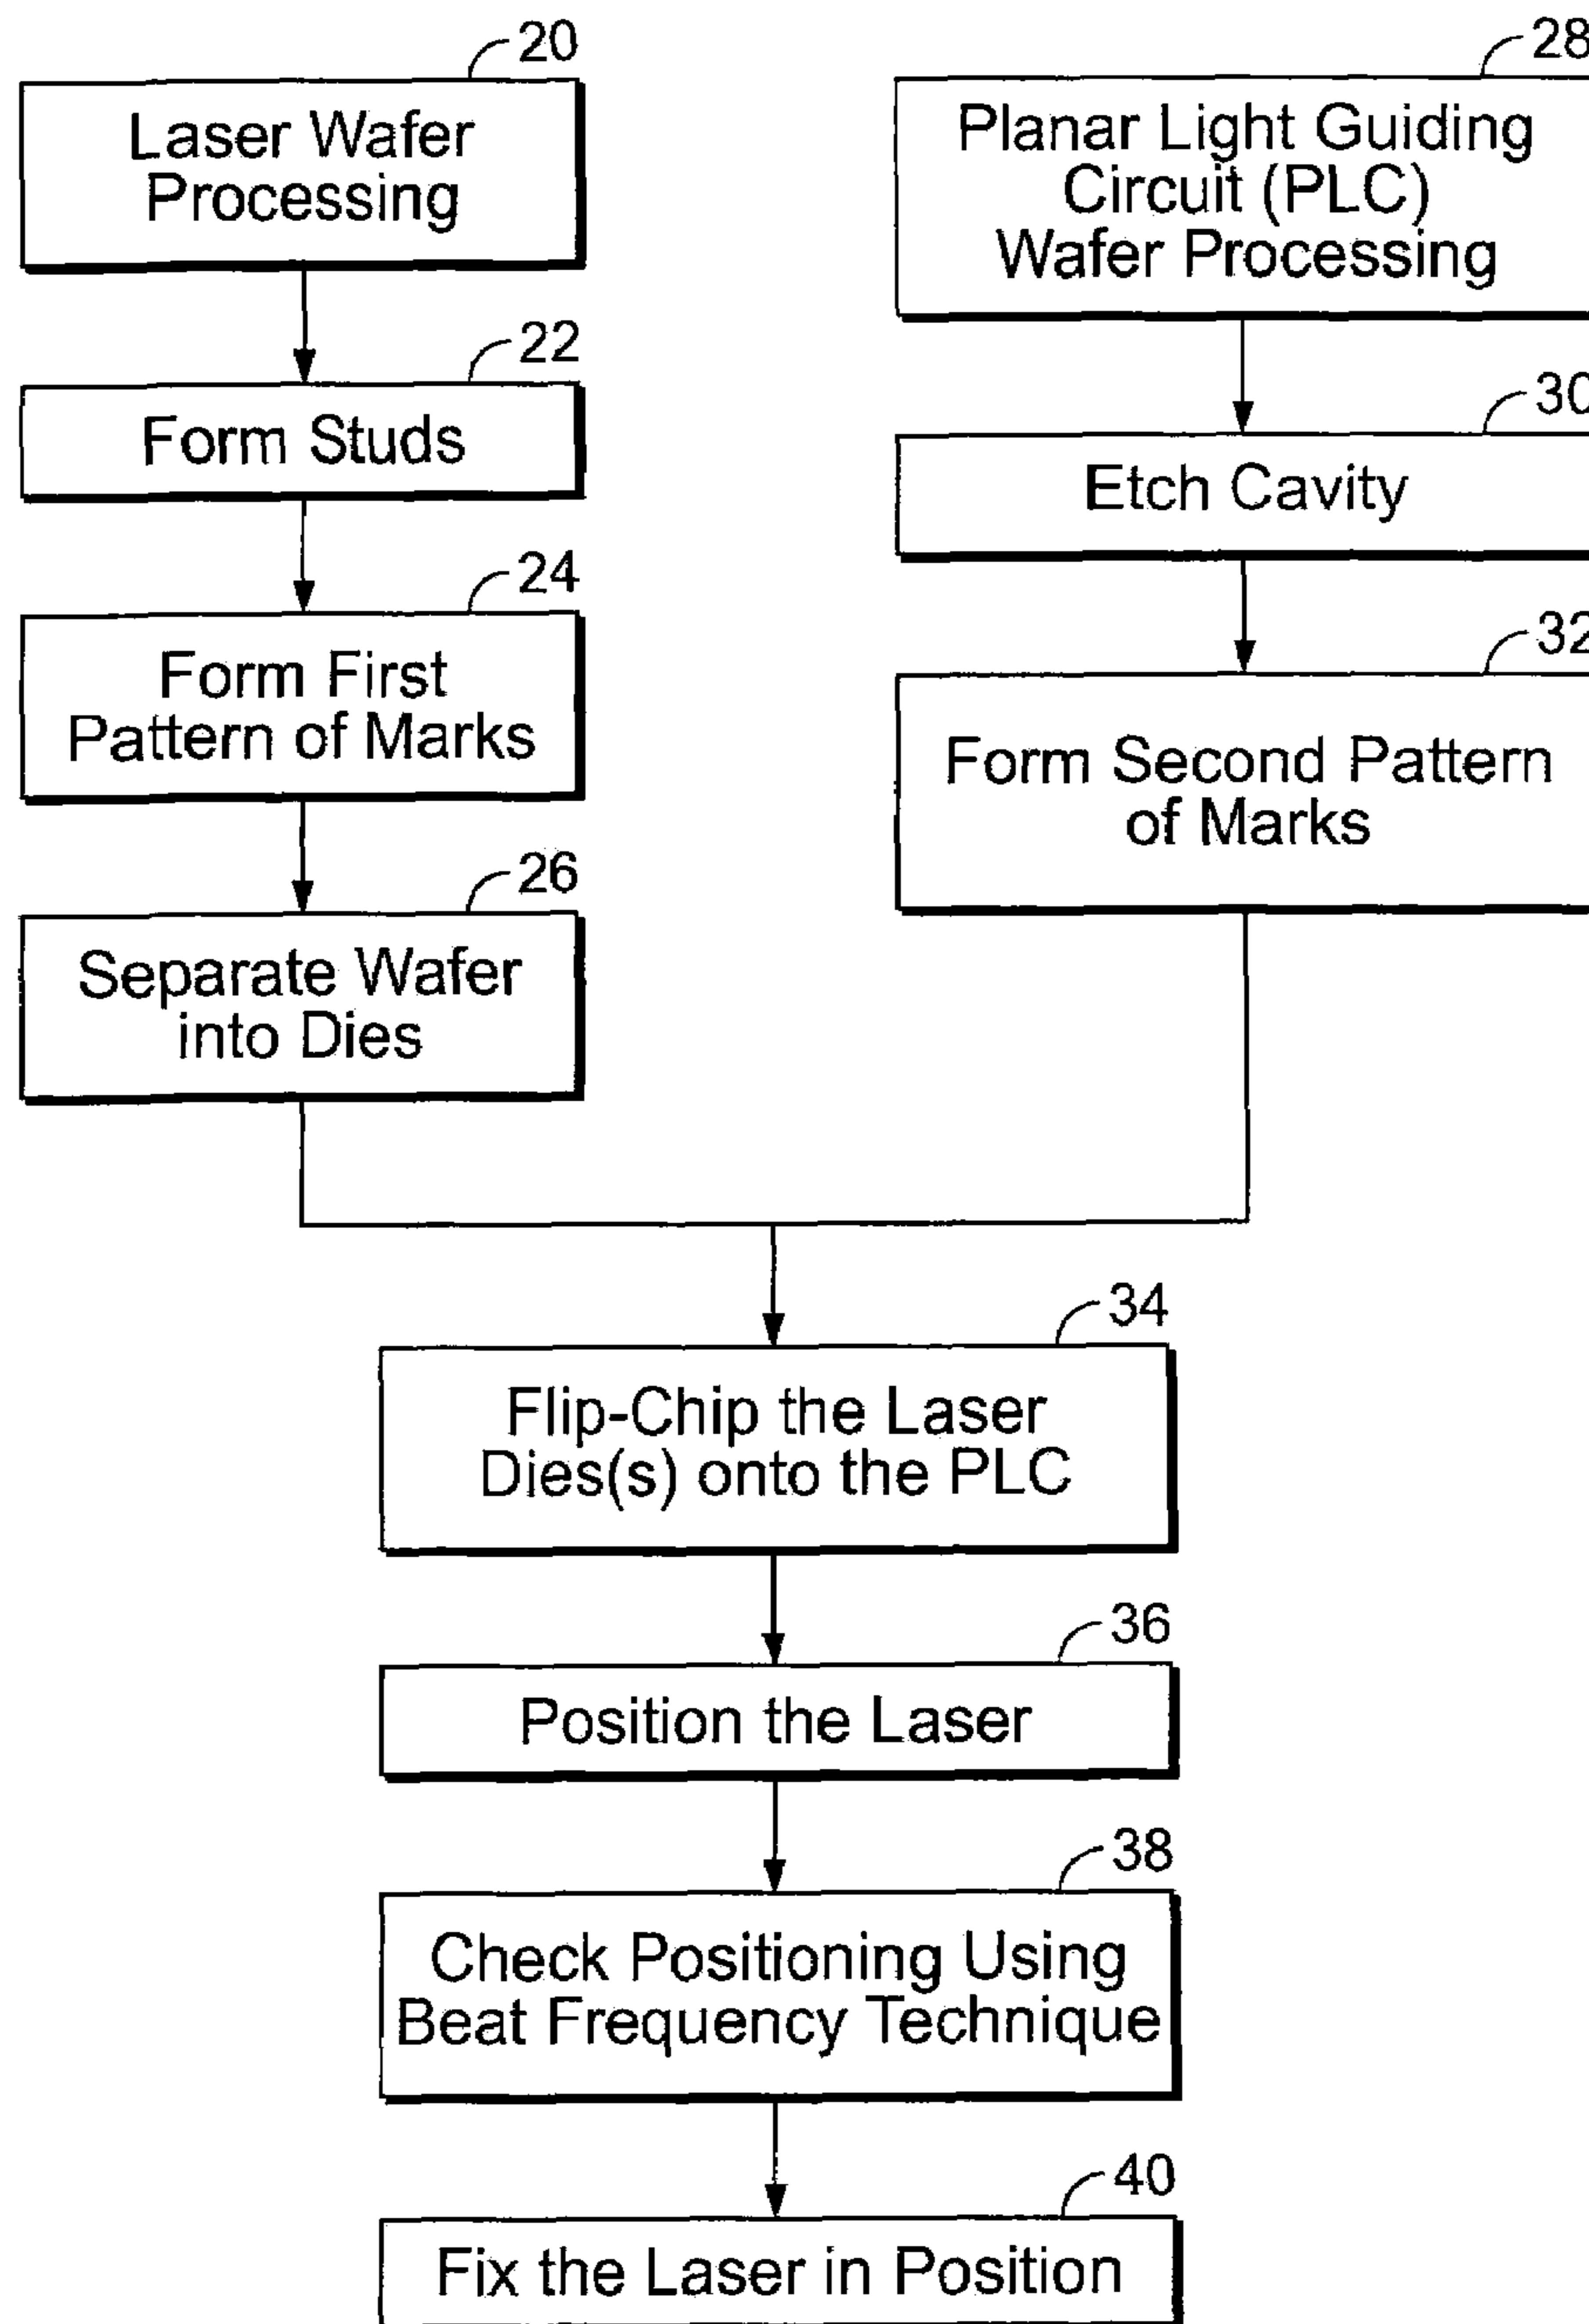 20
Laser Wafer
Processing
22
Form Studs
24
Form First
Pattern of Marks
26
Separate Wafer
into Dies
28
Planar Light Guiding
Circuit (PLC)
Wafer Processing
30
Etch Cavity
32
Form Second Pattern
of Marks
34
Flip-Chip the Laser
Dies(s) onto the PLC
36
Position the Laser
38
Check Positioning Using
Beat Frequency Technique
40
Fix the Laser in Position